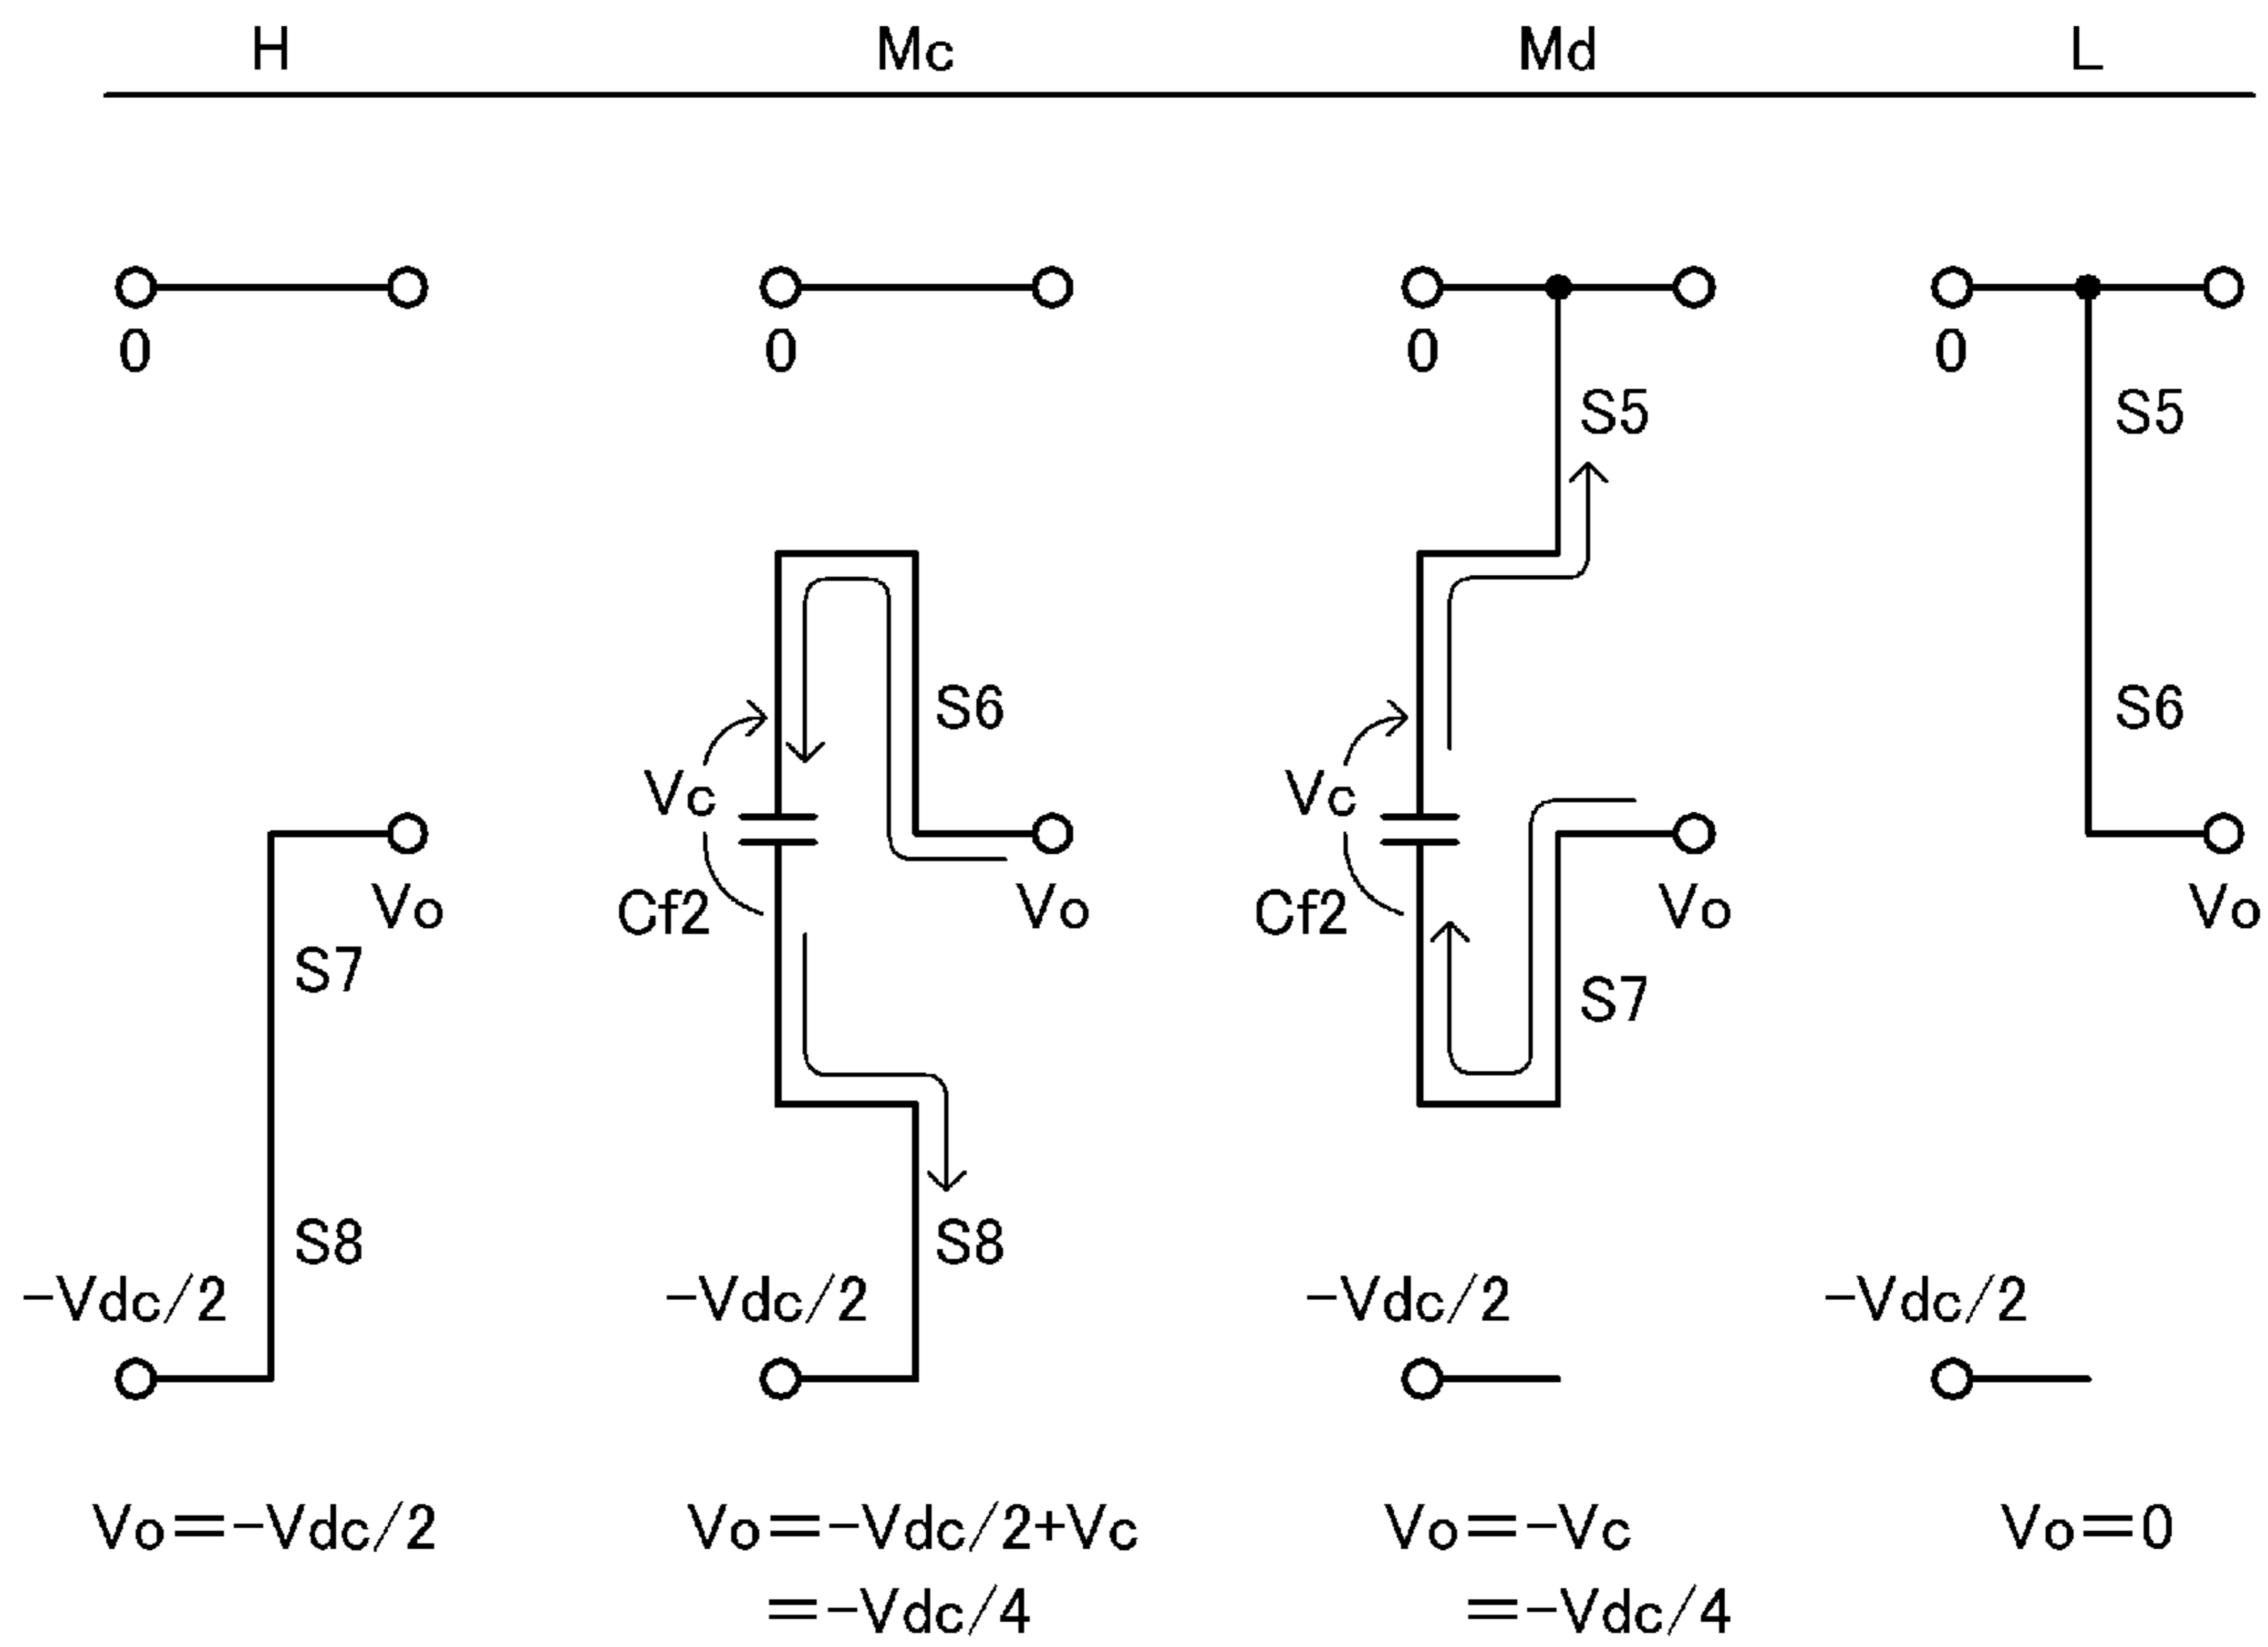 H Mc Md L
0 0 0 0
S5 S5
S6 S6
Vc Vc
Cf2 Cf2
Vo Vo Vo Vo
S7 S7
S8 S8
−Vdc/2 −Vdc/2 −Vdc/2 −Vdc/2
Vo=−Vdc/2 Vo=−Vdc/2+Vc Vo=−Vc Vo=0
=−Vdc/4 =−Vdc/4